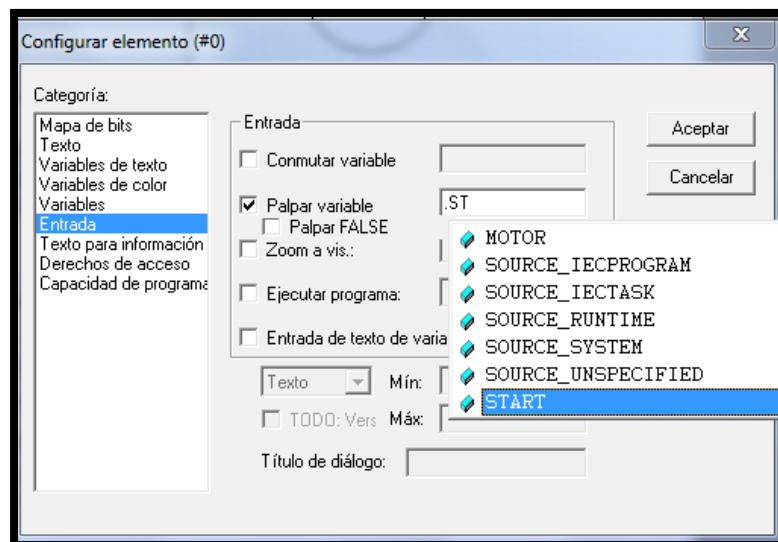 Configurar elemento (#0)
Categoría:
Mapa de bits
Texto
Variables de texto
Variables de color
Variables
Entrada
Texto para información
Derechos de acceso
Capacidad de programa
Entrada
Conmutar variable
Palpar variable
.ST
Palpar FALSE
Zoom a vis.:
Ejecutar programa:
Entrada de texto de varia
Texto
Mín:
TODO: Vers
Máx:
Título de diálogo:
MOTOR
SOURCE_IECPROGRAM
SOURCE_IECTASK
SOURCE_RUNTIME
SOURCE_SYSTEM
SOURCE_UNSPECIFIED
START
Aceptar
Cancelar